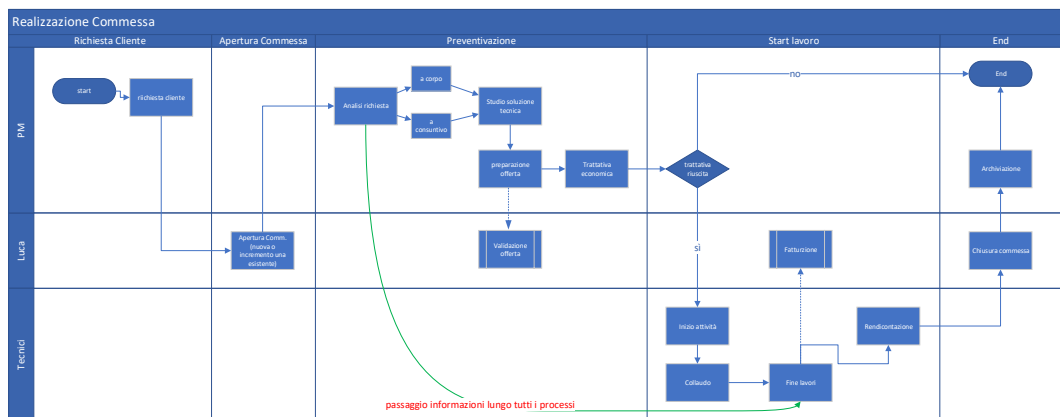 Realizzazione Commessa
Richiesta Cliente
Apertura Commessa
Preventivazione
Start lavoro
End
PM
start
riichiesta cliente
Analisi richiesta
a corpo
a
consuntivo
Studio soluzione
tecnica
preparazione
offerta
Trattativa
economica
trattativa
riuscita
no
End
Archiviazione
Luca
Apertura Comm.
(nuova o
incremento una
esistente)
Validazione
offerta
sì
Fatturzione
Chiusura commessa
Tecnici
Inizio attività
Rendicontazione
Collaudo
Fine lavori
passaggio informazioni lungo tutti i processi